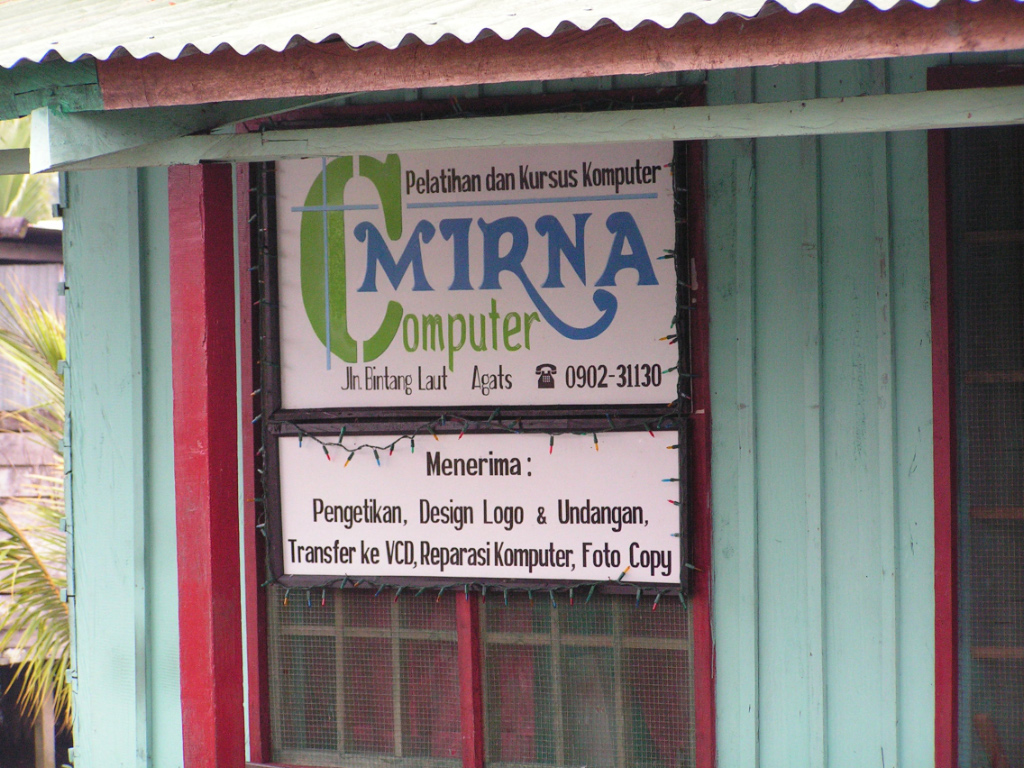 Pelatihan dan Kursus Komputer
MIRNA
Computer
Jln. Bintang Laut Agats ☎ 0902-31130
Menerima :
Pengetikan, Design Logo & Undangan,
Transfer ke VCD, Reparasi Komputer, Foto Copy